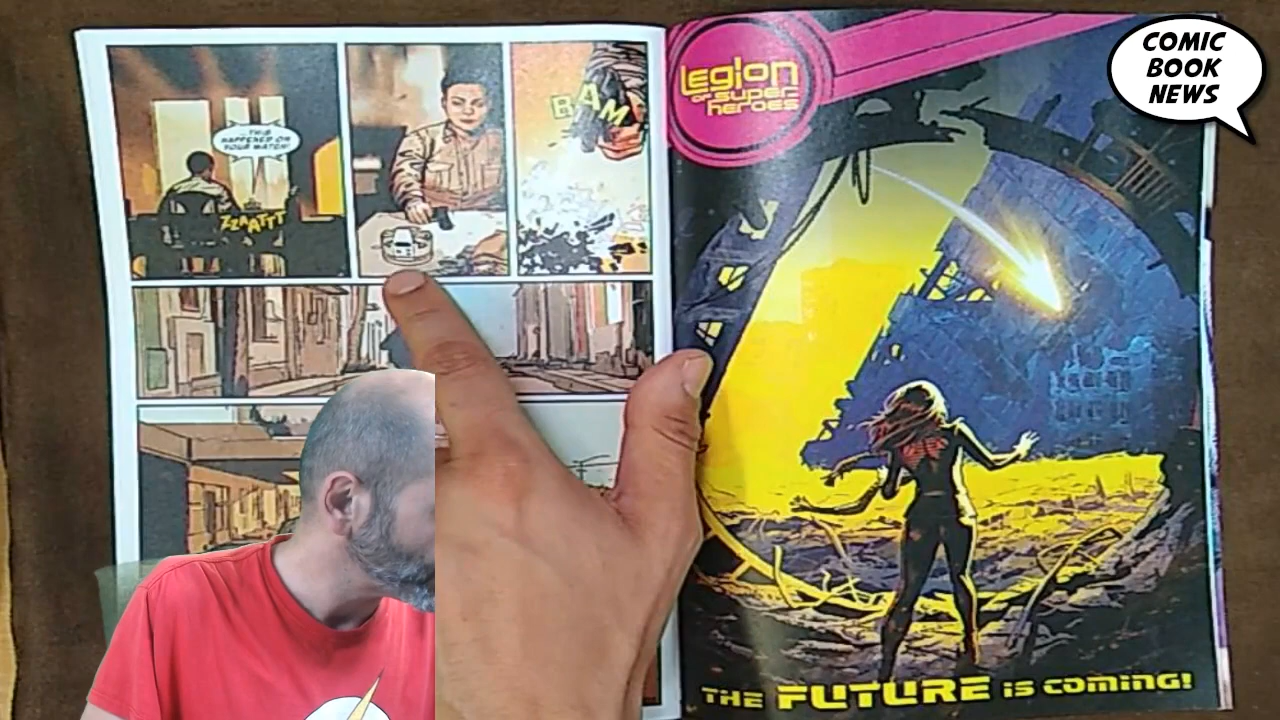 ...THIS
HAPPENED ON
YOUR WATCH!
ZZAATTT
BAM
Legion
OF super-
heroes
COMIC
BOOK
NEWS
THE FUTURE IS COMING!